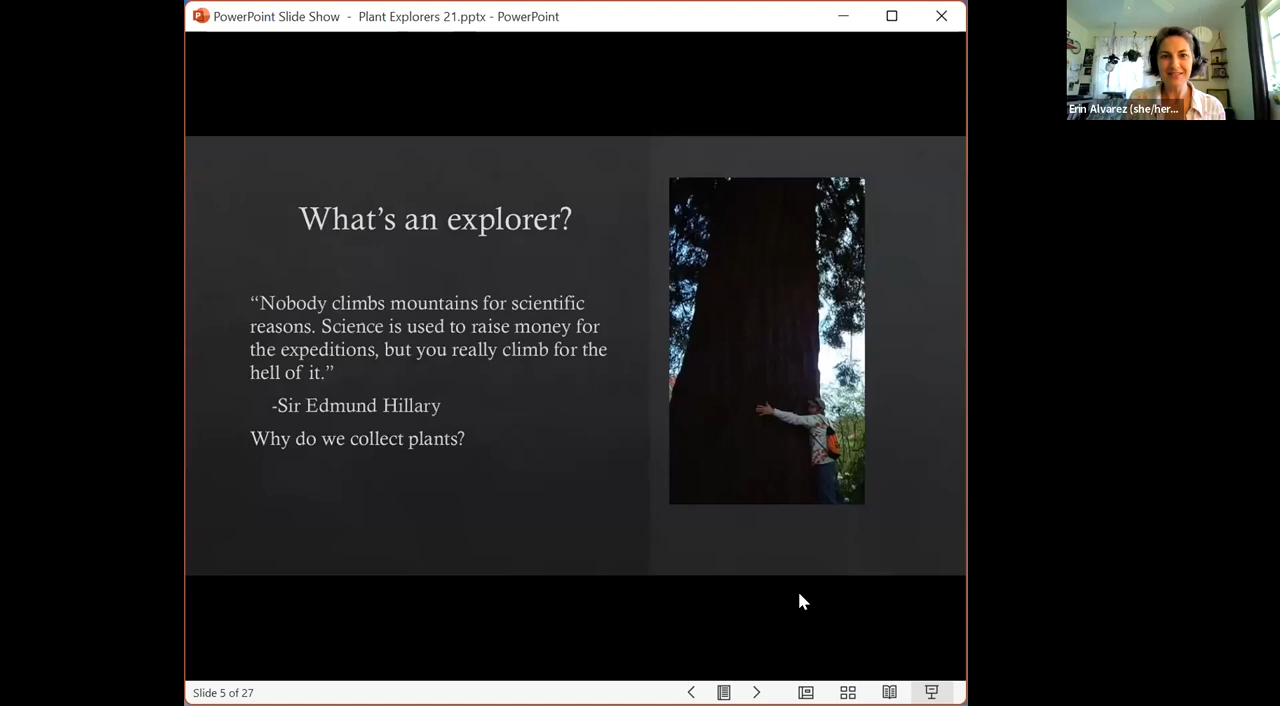 PowerPoint Slide Show - Plant Explorers 21.pptx - PowerPoint
Erin Alvarez (she/her...
What’s an explorer?
“Nobody climbs mountains for scientific
reasons. Science is used to raise money for
the expeditions, but you really climb for the
hell of it.”
-Sir Edmund Hillary
Why do we collect plants?
Slide 5 of 27